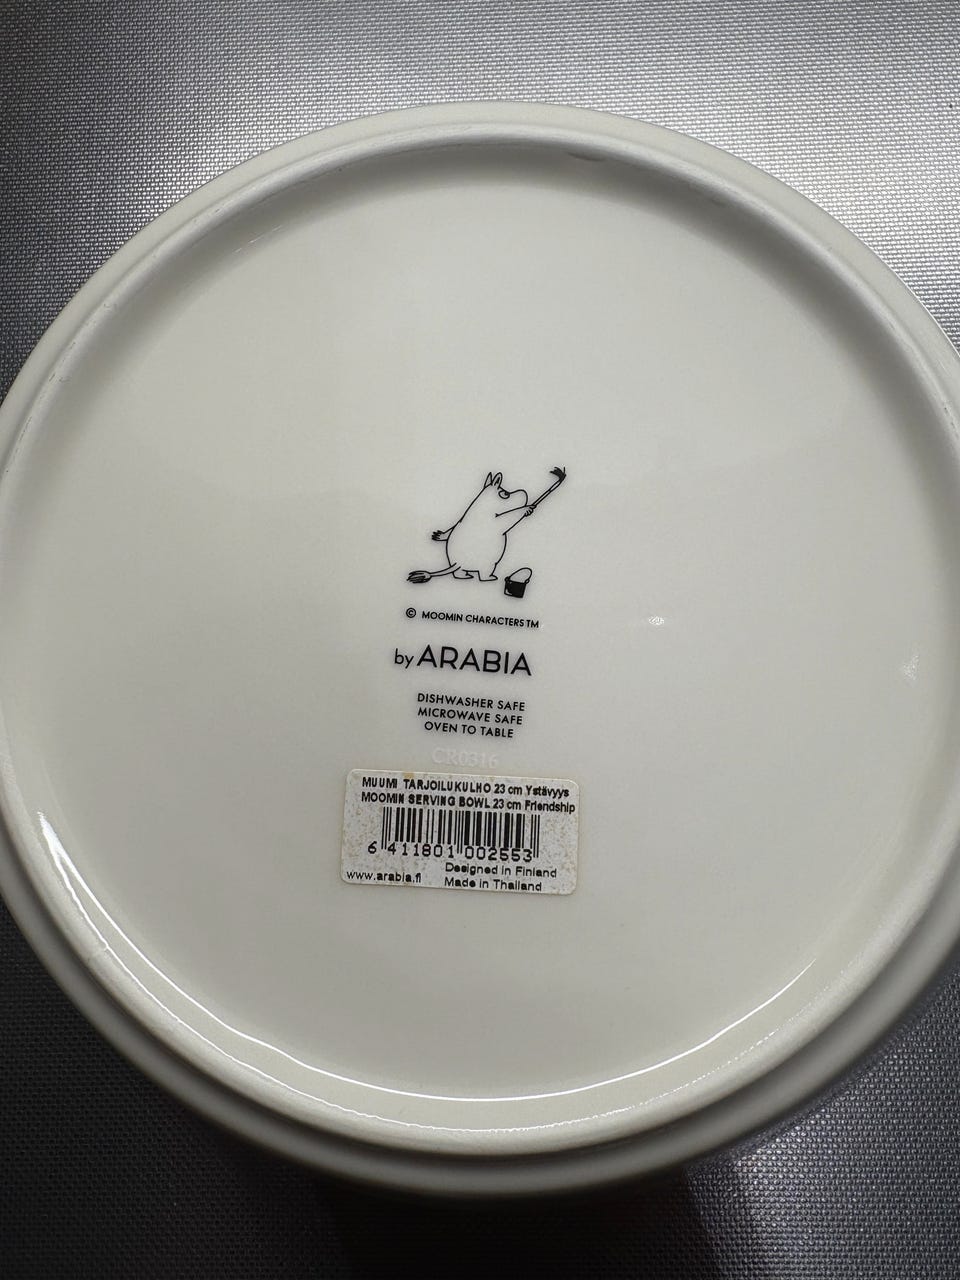 © MOOMIN CHARACTERS TM
by ARABIA
DISHWASHER SAFE
MICROWAVE SAFE
OVEN TO TABLE
CR0316
MUUMI TARJOILUKULHO 23 cm Ystävyys
MOOMIN SERVING BOWL 23 cm Friendship
6 411801 002553
Designed in Finland
www.arabia.fi Made in Thailand